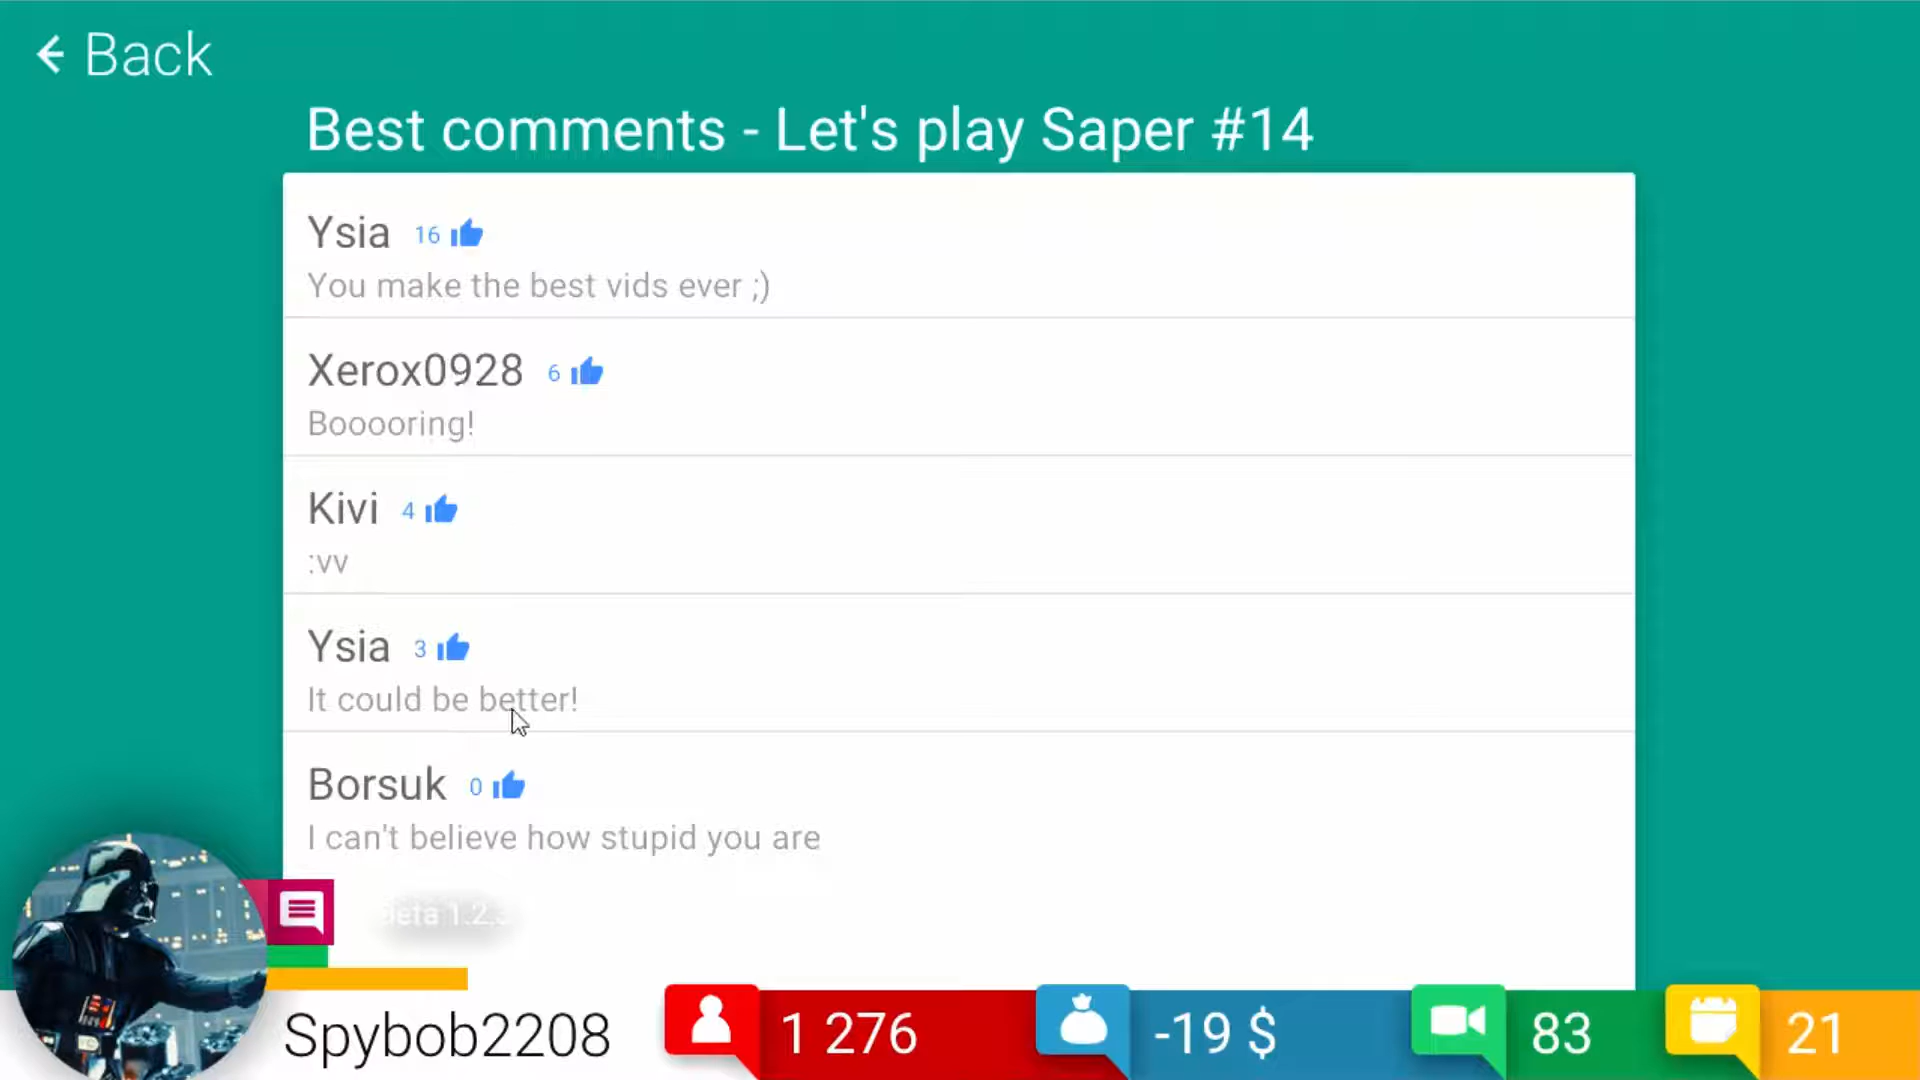 Back
Best comments - Let's play Saper #14
Ysia 16
You make the best vids ever ;)
Xerox0928 6
Booooring!
Kivi 4
:vv
Ysia 3
It could be better!
Borsuk 0
I can't believe how stupid you are
Spybob2208 1 276 -19 $ 83 21